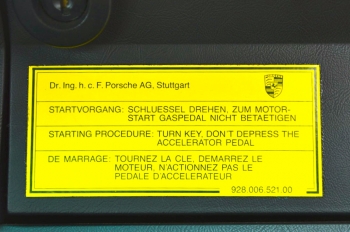 Dr. Ing. h. c. F. Porsche AG, Stuttgart
STARTVORGANG: SCHLUESSEL DREHEN, ZUM MOTOR-
START GASPEDAL NICHT BETAETIGEN
STARTING PROCEDURE: TURN KEY, DON'T DEPRESS THE
ACCELERATOR PEDAL
DE MARRAGE: TOURNEZ LA CLE, DEMARREZ LE
MOTEUR, N'ACTIONNEZ PAS LE
PEDALE D'ACCELERATEUR
928.006.521.00